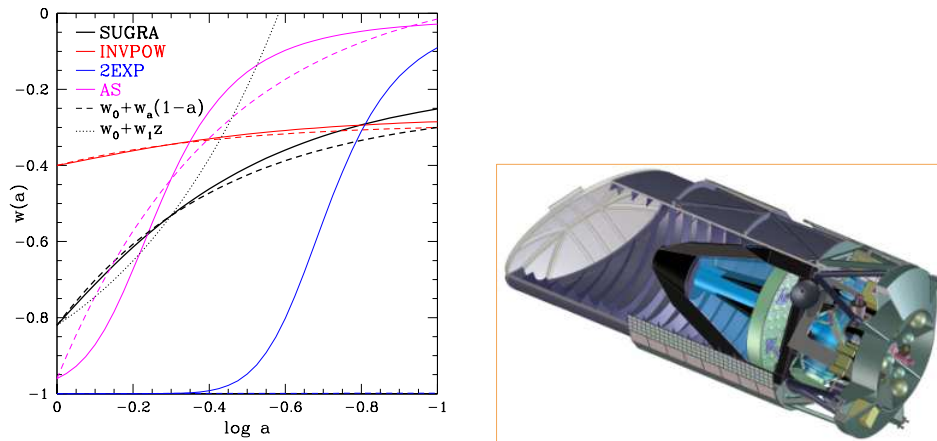 0
−0.2
−0.4
−0.6
−0.8
−1
w(a)
SUGRA
INVPOW
2EXP
AS
w₀+wₐ(1−a)
w₀+w₁z
0 −0.2 −0.4 −0.6 −0.8 −1
log a